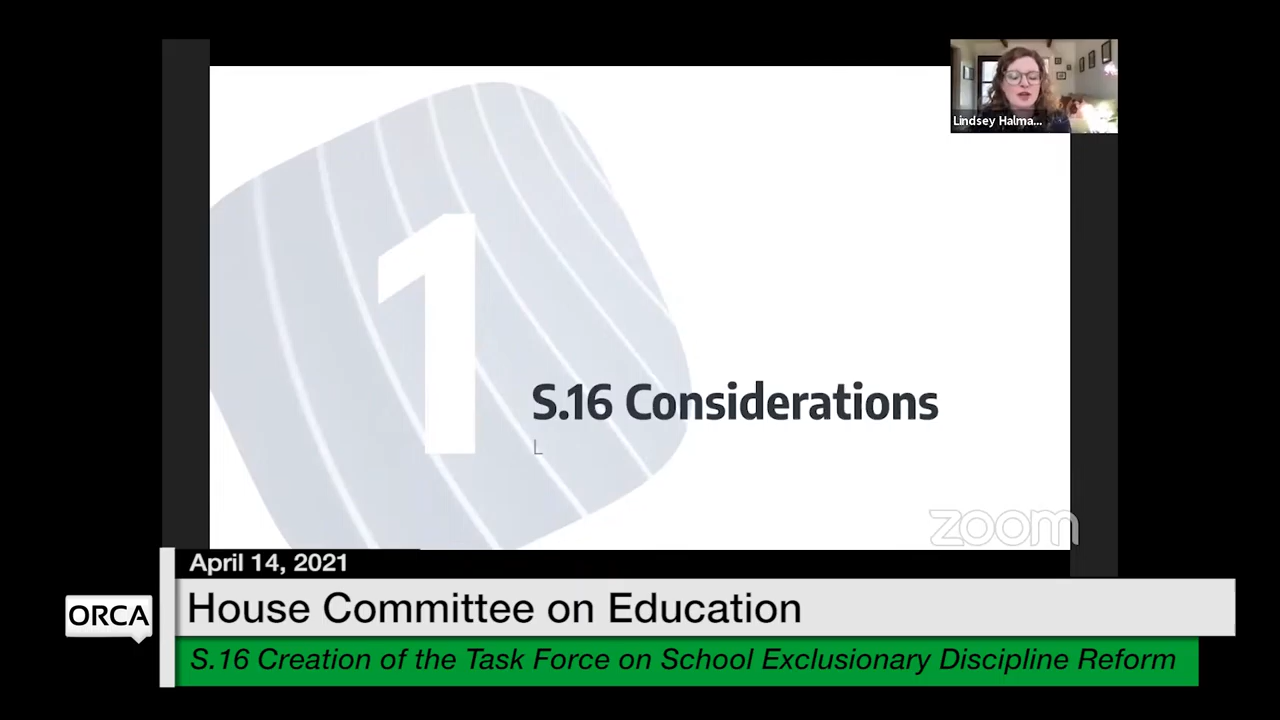 Lindsey Halma...
1
S.16 Considerations
L
zoom
April 14, 2021
ORCA
House Committee on Education
S.16 Creation of the Task Force on School Exclusionary Discipline Reform